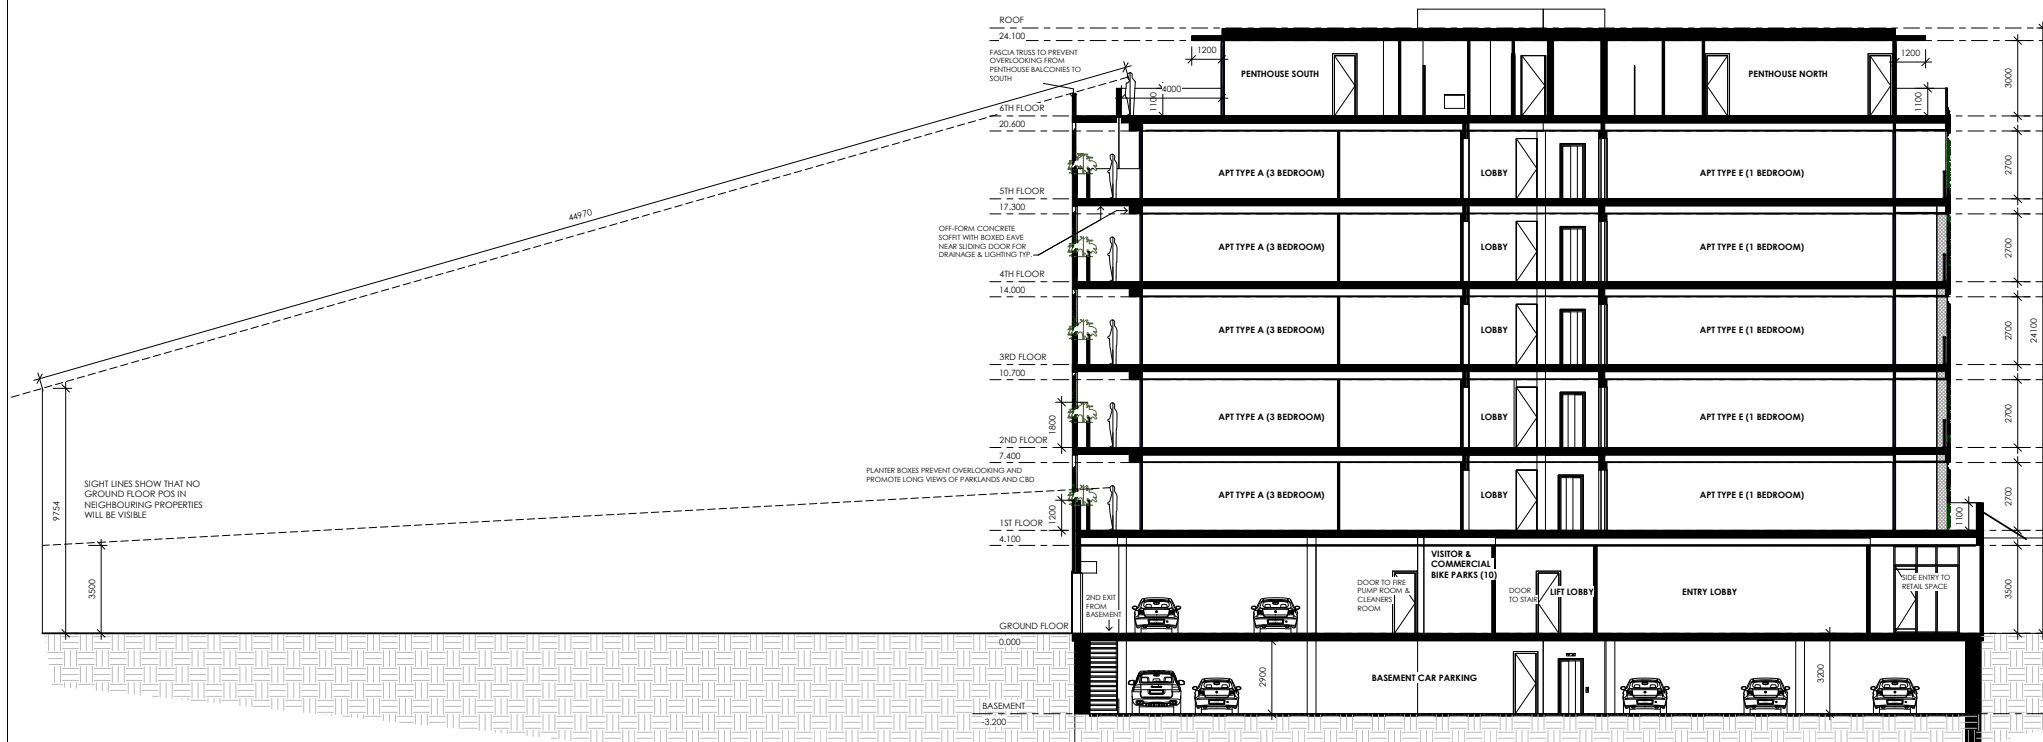 ROOF
24.100
FASCIA TRUSS TO PREVENT
OVERLOOKING FROM
PENTHOUSE BALCONIES TO
SOUTH
1200
4000
1100
PENTHOUSE SOUTH
PENTHOUSE NORTH
1200
1100
3000
6TH FLOOR
20.600
APT TYPE A (3 BEDROOM)
LOBBY
APT TYPE E (1 BEDROOM)
2700
5TH FLOOR
17.300
44970
OFF-FORM CONCRETE
SOFFIT WITH BOXED EAVE
NEAR SLIDING DOOR FOR
DRAINAGE & LIGHTING TYP.
APT TYPE A (3 BEDROOM)
LOBBY
APT TYPE E (1 BEDROOM)
2700
4TH FLOOR
14.000
APT TYPE A (3 BEDROOM)
LOBBY
APT TYPE E (1 BEDROOM)
2700
24100
3RD FLOOR
10.700
1800
APT TYPE A (3 BEDROOM)
LOBBY
APT TYPE E (1 BEDROOM)
2700
2ND FLOOR
7.400
PLANTER BOXES PREVENT OVERLOOKING AND
PROMOTE LONG VIEWS OF PARKLANDS AND CBD
SIGHT LINES SHOW THAT NO
GROUND FLOOR POS IN
NEIGHBOURING PROPERTIES
WILL BE VISIBLE
9754
3500
1200
APT TYPE A (3 BEDROOM)
LOBBY
APT TYPE E (1 BEDROOM)
2700
1100
1ST FLOOR
4.100
VISITOR &
COMMERCIAL
BIKE PARKS (10)
2ND EXIT
FROM
BASEMENT
DOOR TO FIRE
PUMP ROOM &
CLEANERS
ROOM
DOOR
TO STAIR
LIFT LOBBY
ENTRY LOBBY
SIDE ENTRY TO
RETAIL SPACE
3500
GROUND FLOOR
0.000
2900
BASEMENT CAR PARKING
3200
BASEMENT
-3.200